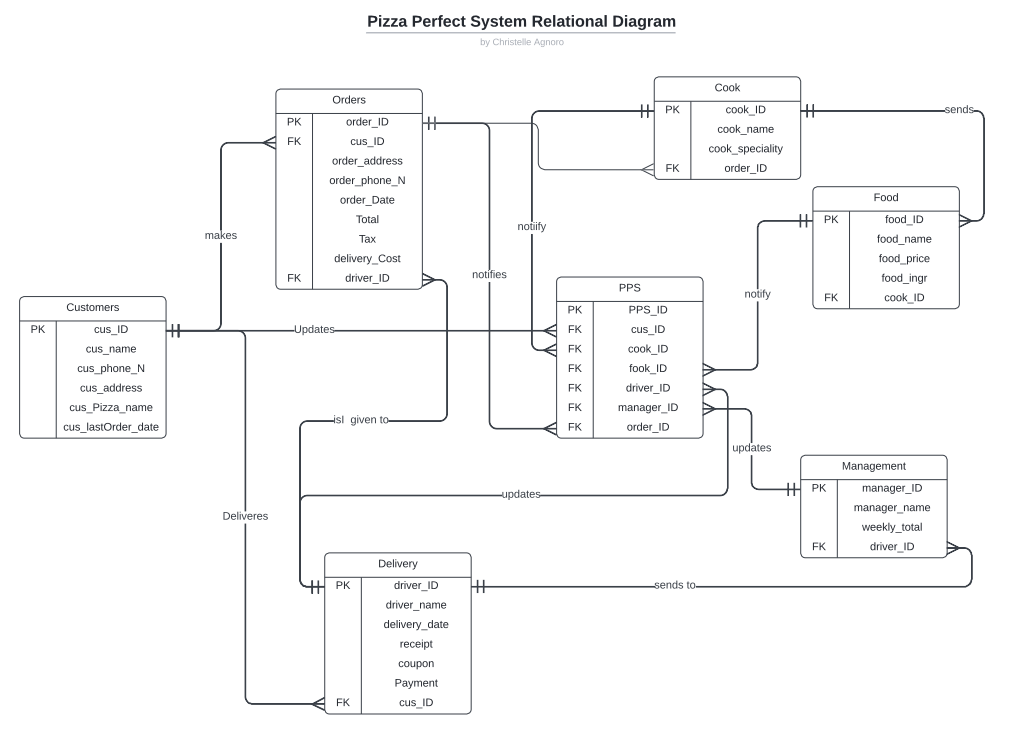 Pizza Perfect System Relational Diagram
by Christelle Agnoro
Orders
PK order_ID
FK cus_ID
order_address
order_phone_N
order_Date
Total
Tax
delivery_Cost
FK driver_ID
Cook
PK cook_ID
cook_name
cook_speciality
FK order_ID
sends
Food
PK food_ID
food_name
food_price
food_ingr
FK cook_ID
makes
notiify
notifies
notify
Customers
PK cus_ID
cus_name
cus_phone_N
cus_address
cus_Pizza_name
cus_lastOrder_date
Updates
PPS
PK PPS_ID
FK cus_ID
FK cook_ID
FK fook_ID
FK driver_ID
FK manager_ID
FK order_ID
isI given to
updates
Management
PK manager_ID
manager_name
weekly_total
FK driver_ID
updates
Deliveres
Delivery
PK driver_ID
driver_name
delivery_date
receipt
coupon
Payment
FK cus_ID
sends to